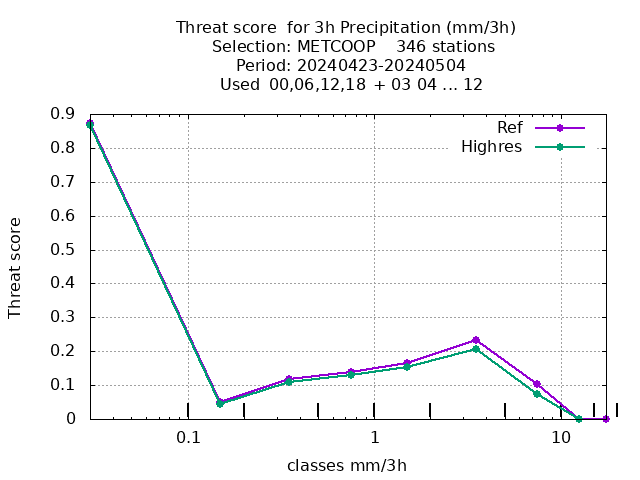 Threat score  for 3h Precipitation (mm/3h)
Selection: METCOOP    346 stations
Period: 20240423-20240504
Used  00,06,12,18  + 03 04 ... 12
Ref
Highres
0.9
0.8
0.7
0.6
0.5
0.4
0.3
0.2
0.1
0
Threat score
0.1
1
10
classes mm/3h